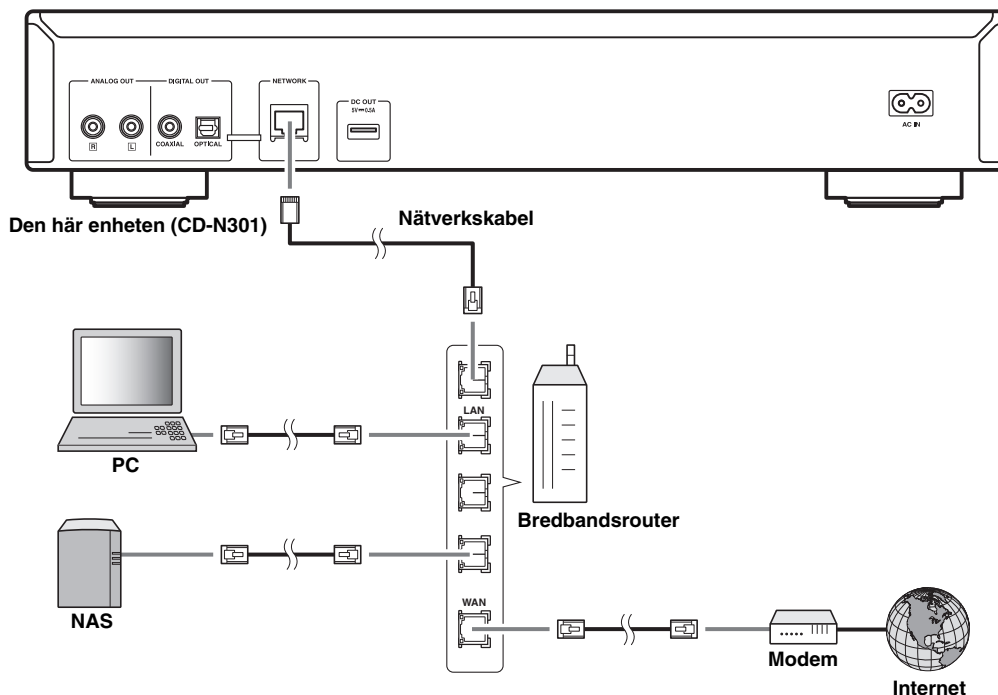 ANALOG OUT
DIGITAL OUT
NETWORK
DC OUT
5V⎓0.5A
R
L
COAXIAL
OPTICAL
AC IN
Den här enheten (CD-N301)
Nätverkskabel
LAN
PC
Bredbandsrouter
NAS
WAN
Modem
Internet